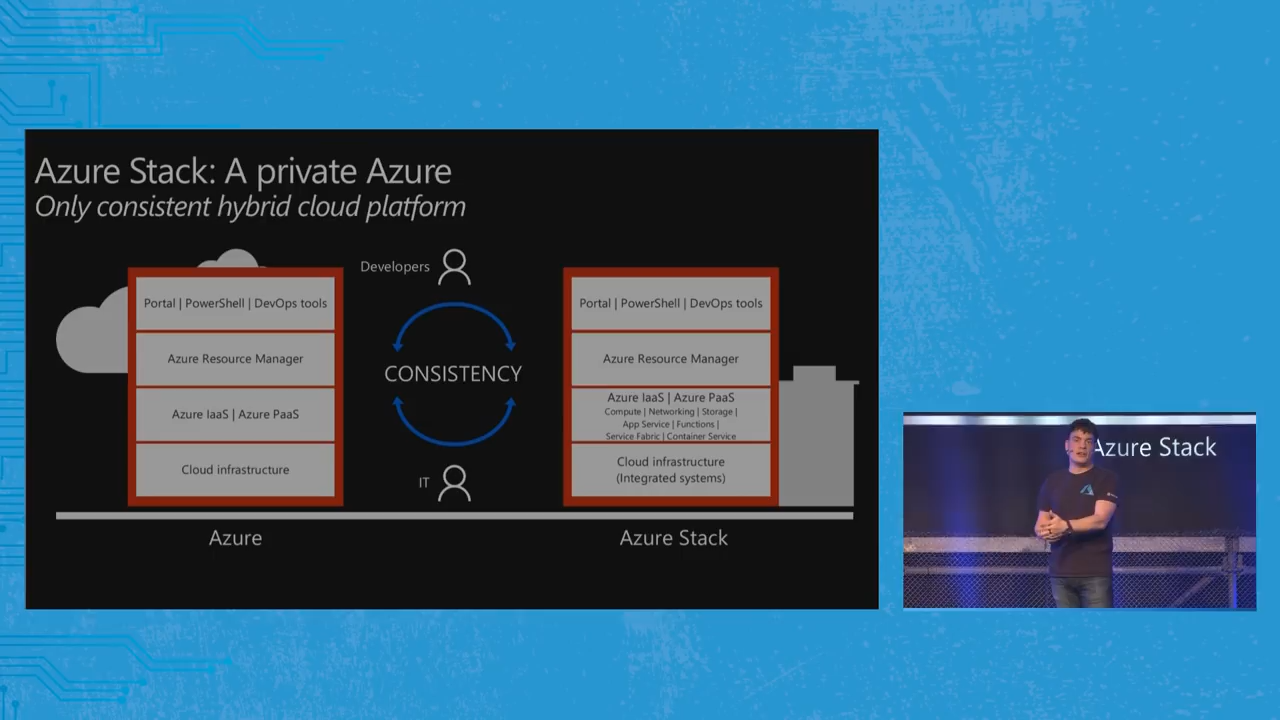 Azure Stack: A private Azure
Only consistent hybrid cloud platform
Developers
Portal | PowerShell | DevOps tools
Azure Resource Manager
Azure IaaS | Azure PaaS
Cloud infrastructure
CONSISTENCY
IT
Portal | PowerShell | DevOps tools
Azure Resource Manager
Azure IaaS | Azure PaaS
Compute | Networking | Storage |
App Service | Functions |
Service Fabric | Container Service
Cloud infrastructure
(Integrated systems)
Azure
Azure Stack
Azure Stack